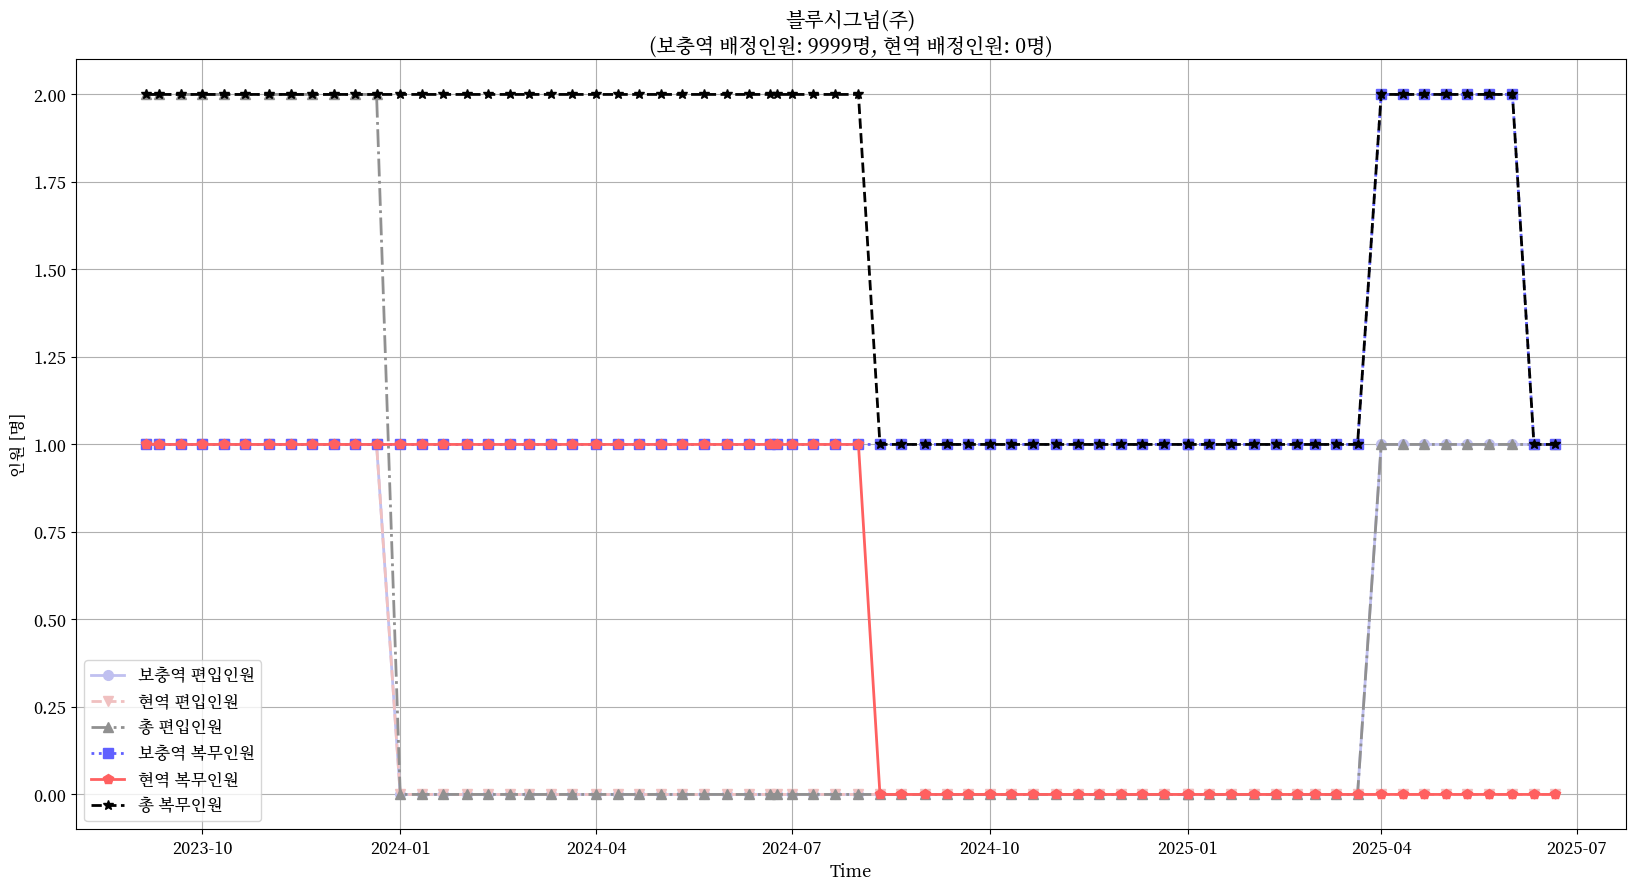 블루시그넘(주)
(보충역 배정인원: 9999명, 현역 배정인원: 0명)
인원 [명]
2.00
1.75
1.50
1.25
1.00
0.75
0.50
0.25
0.00
보충역 편입인원
현역 편입인원
총 편입인원
보충역 복무인원
현역 복무인원
총 복무인원
2023-10
2024-01
2024-04
2024-07
2024-10
2025-01
2025-04
2025-07
Time